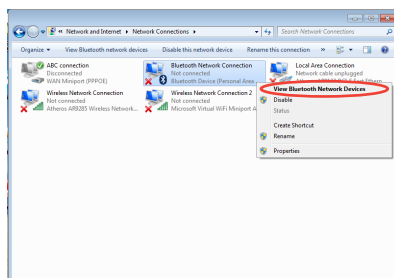 « Network and Internet ▸ Network Connections ▸
Search Network Connections
Organize View Bluetooth network devices Disable this network device Rename this connection »
ABC connection
Disconnected
WAN Miniport (PPPOE)
Bluetooth Network Connection
Not connected
Bluetooth Device (Personal Area
Local Area Connection
Network cable unplugged
Wireless Network Connection
Not connected
Atheros AR9285 Wireless Network...
Wireless Network Connection 2
Not connected
Microsoft Virtual WiFi Miniport A
View Bluetooth Network Devices
Disable
Status
Create Shortcut
Rename
Properties